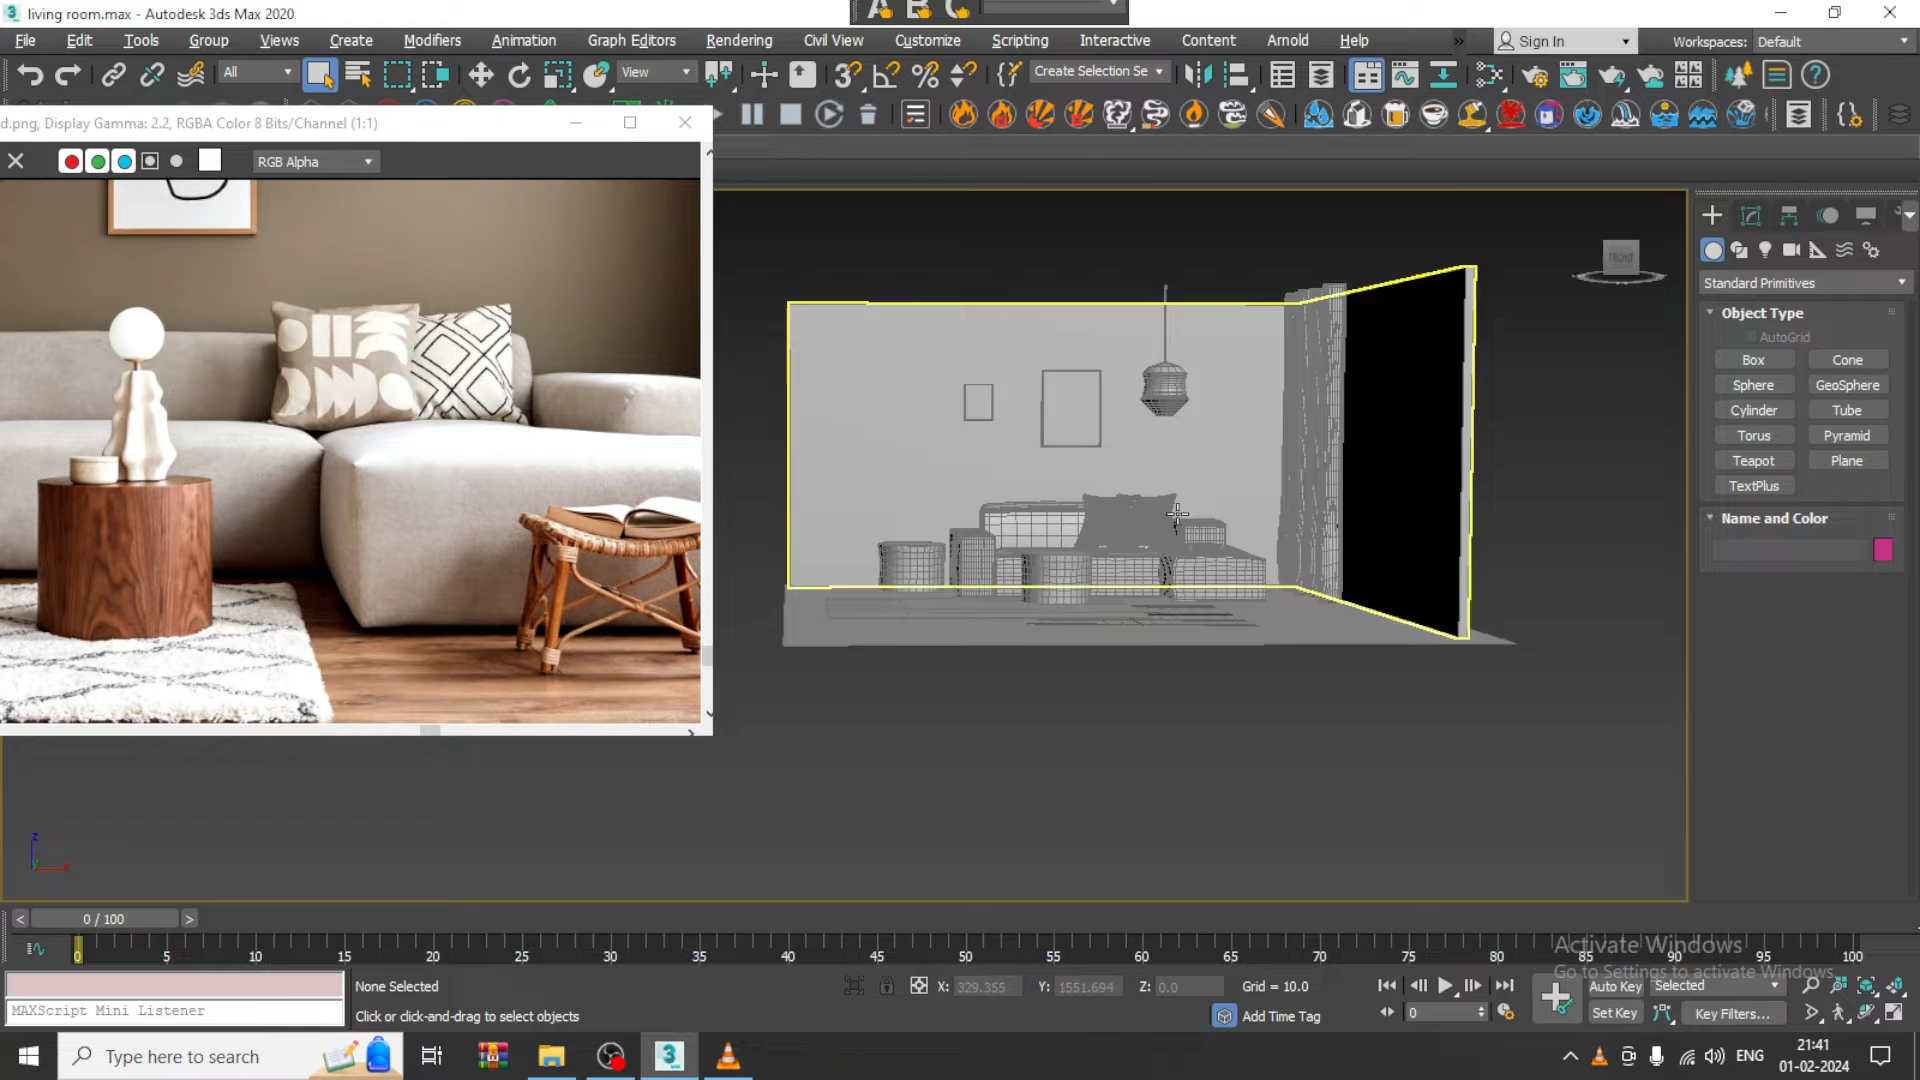 living room.max - Autodesk 3ds Max 2020
File Edit Tools Group Views Create Modifiers Animation Graph Editors Rendering Civil View Customize Scripting Interactive Content Arnold Help Sign In Workspaces: Default
All View Create Selection Se
d.png, Display Gamma: 2.2, RGBA Color 8 Bits/Channel (1:1)
RGB Alpha
FRONT
Standard Primitives
Object Type
AutoGrid
Box Cone
Sphere GeoSphere
Cylinder Tube
Torus Pyramid
Teapot Plane
TextPlus
Name and Color
z
y x
< 0 / 100 >
0 5 10 15 20 25 30 35 40 45 50 55 60 65 70 75 80 85 90 95 100
Activate Windows
Go to Settings to activate Windows.
None Selected X: 329.355 Y: 1551.694 Z: 0.0 Grid = 10.0 Auto Key Selected
MAXScript Mini Listener Click or click-and-drag to select objects Add Time Tag 0 Set Key Key Filters...
Type here to search ENG 21:41
01-02-2024